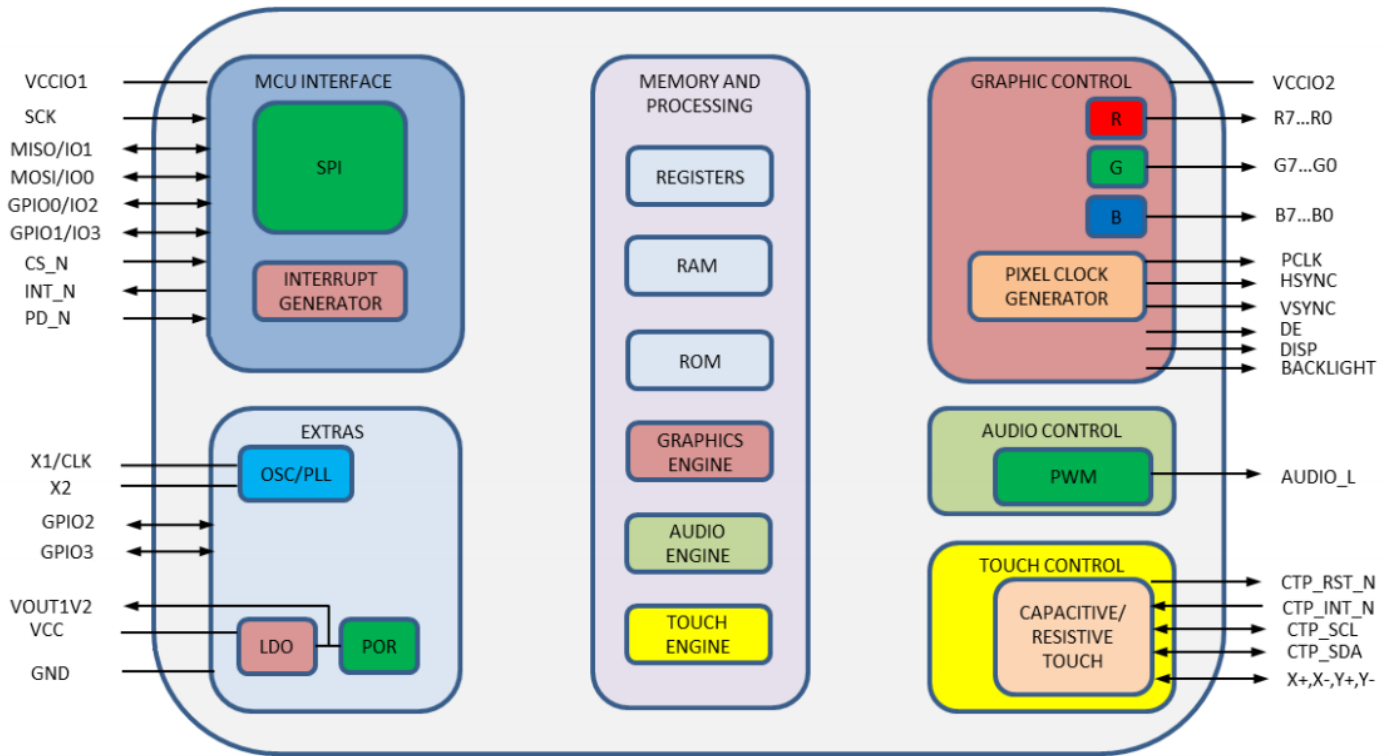 VCCIO1
SCK
MISO/IO1
MOSI/IO0
GPIO0/IO2
GPIO1/IO3
CS_N
INT_N
PD_N
MCU INTERFACE
SPI
INTERRUPT
GENERATOR
X1/CLK
X2
GPIO2
GPIO3
VOUT1V2
VCC
GND
EXTRAS
OSC/PLL
LDO
POR
MEMORY AND
PROCESSING
REGISTERS
RAM
ROM
GRAPHICS
ENGINE
AUDIO
ENGINE
TOUCH
ENGINE
GRAPHIC CONTROL
R
G
B
PIXEL CLOCK
GENERATOR
VCCIO2
R7...R0
G7...G0
B7...B0
PCLK
HSYNC
VSYNC
DE
DISP
BACKLIGHT
AUDIO CONTROL
PWM
AUDIO_L
TOUCH CONTROL
CAPACITIVE/
RESISTIVE
TOUCH
CTP_RST_N
CTP_INT_N
CTP_SCL
CTP_SDA
X+,X-,Y+,Y-